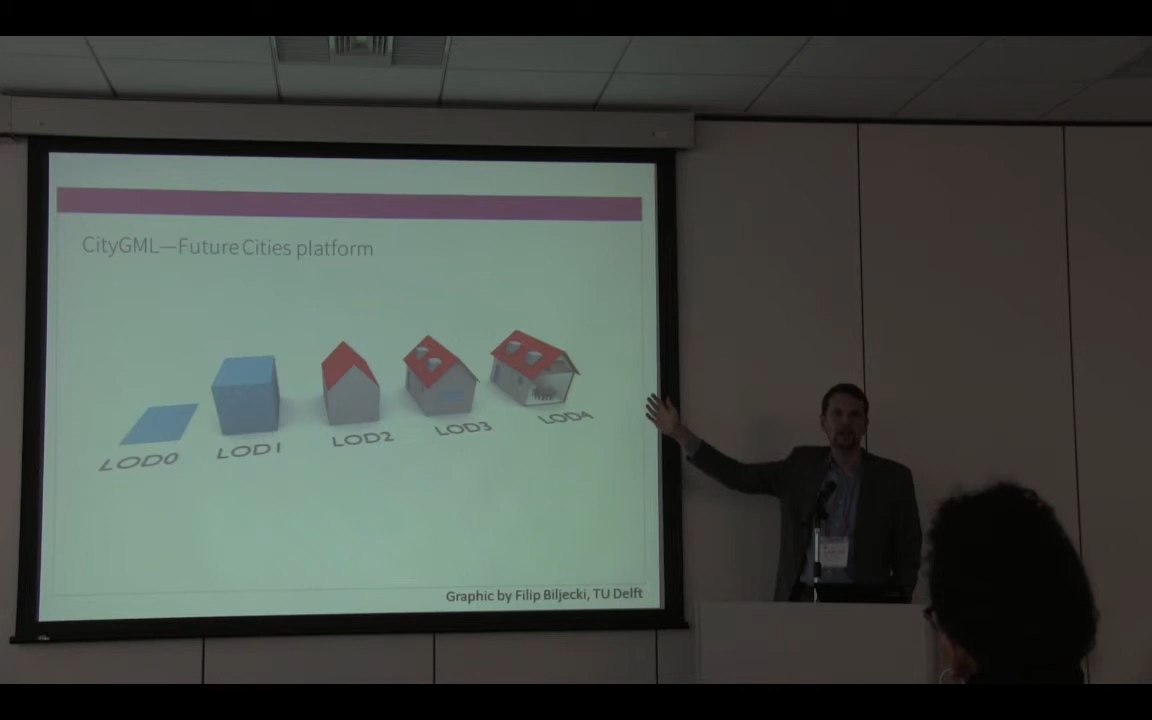 CityGML—Future Cities platform
LOD0
LOD1
LOD2
LOD3
LOD4
Graphic by Filip Biljecki, TU Delft